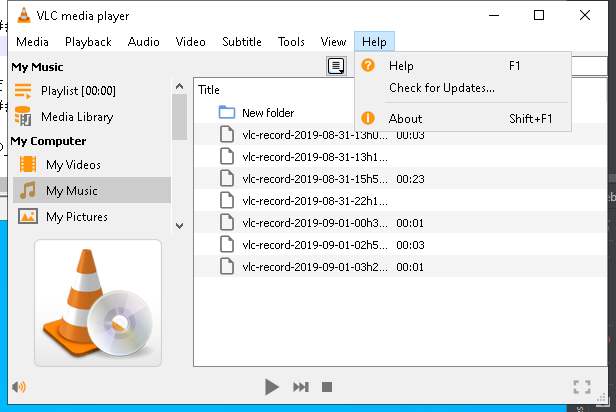 VLC media player
Media Playback Audio Video Subtitle Tools View Help
My Music
Playlist [00:00]
Media Library
My Computer
My Videos
My Music
My Pictures
Help F1
Check for Updates...
About Shift+F1
Title
New folder
vlc-record-2019-08-31-13h0... 00:03
vlc-record-2019-08-31-13h1...
vlc-record-2019-08-31-15h5... 00:23
vlc-record-2019-08-31-22h1...
vlc-record-2019-09-01-00h3... 00:01
vlc-record-2019-09-01-02h5... 00:03
vlc-record-2019-09-01-03h2... 00:01